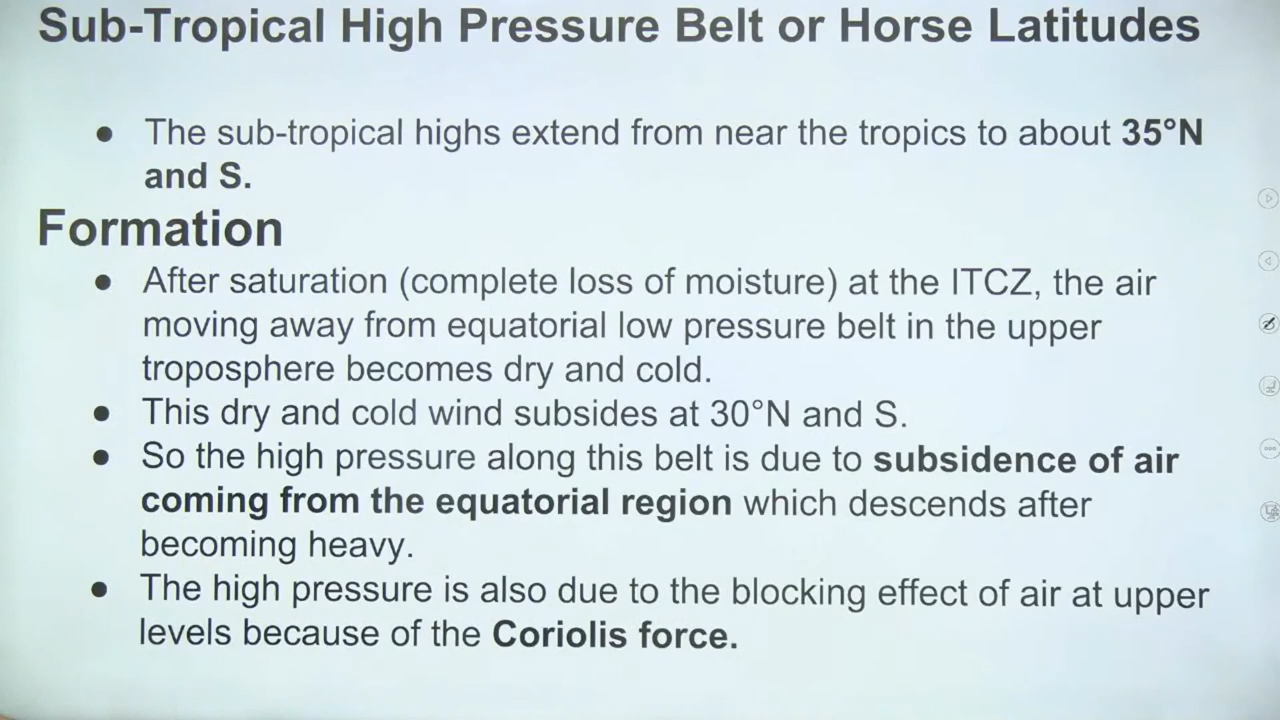 Sub-Tropical High Pressure Belt or Horse Latitudes
● The sub-tropical highs extend from near the tropics to about 35°N
and S.
Formation
● After saturation (complete loss of moisture) at the ITCZ, the air
moving away from equatorial low pressure belt in the upper
troposphere becomes dry and cold.
● This dry and cold wind subsides at 30°N and S.
● So the high pressure along this belt is due to subsidence of air
coming from the equatorial region which descends after
becoming heavy.
● The high pressure is also due to the blocking effect of air at upper
levels because of the Coriolis force.